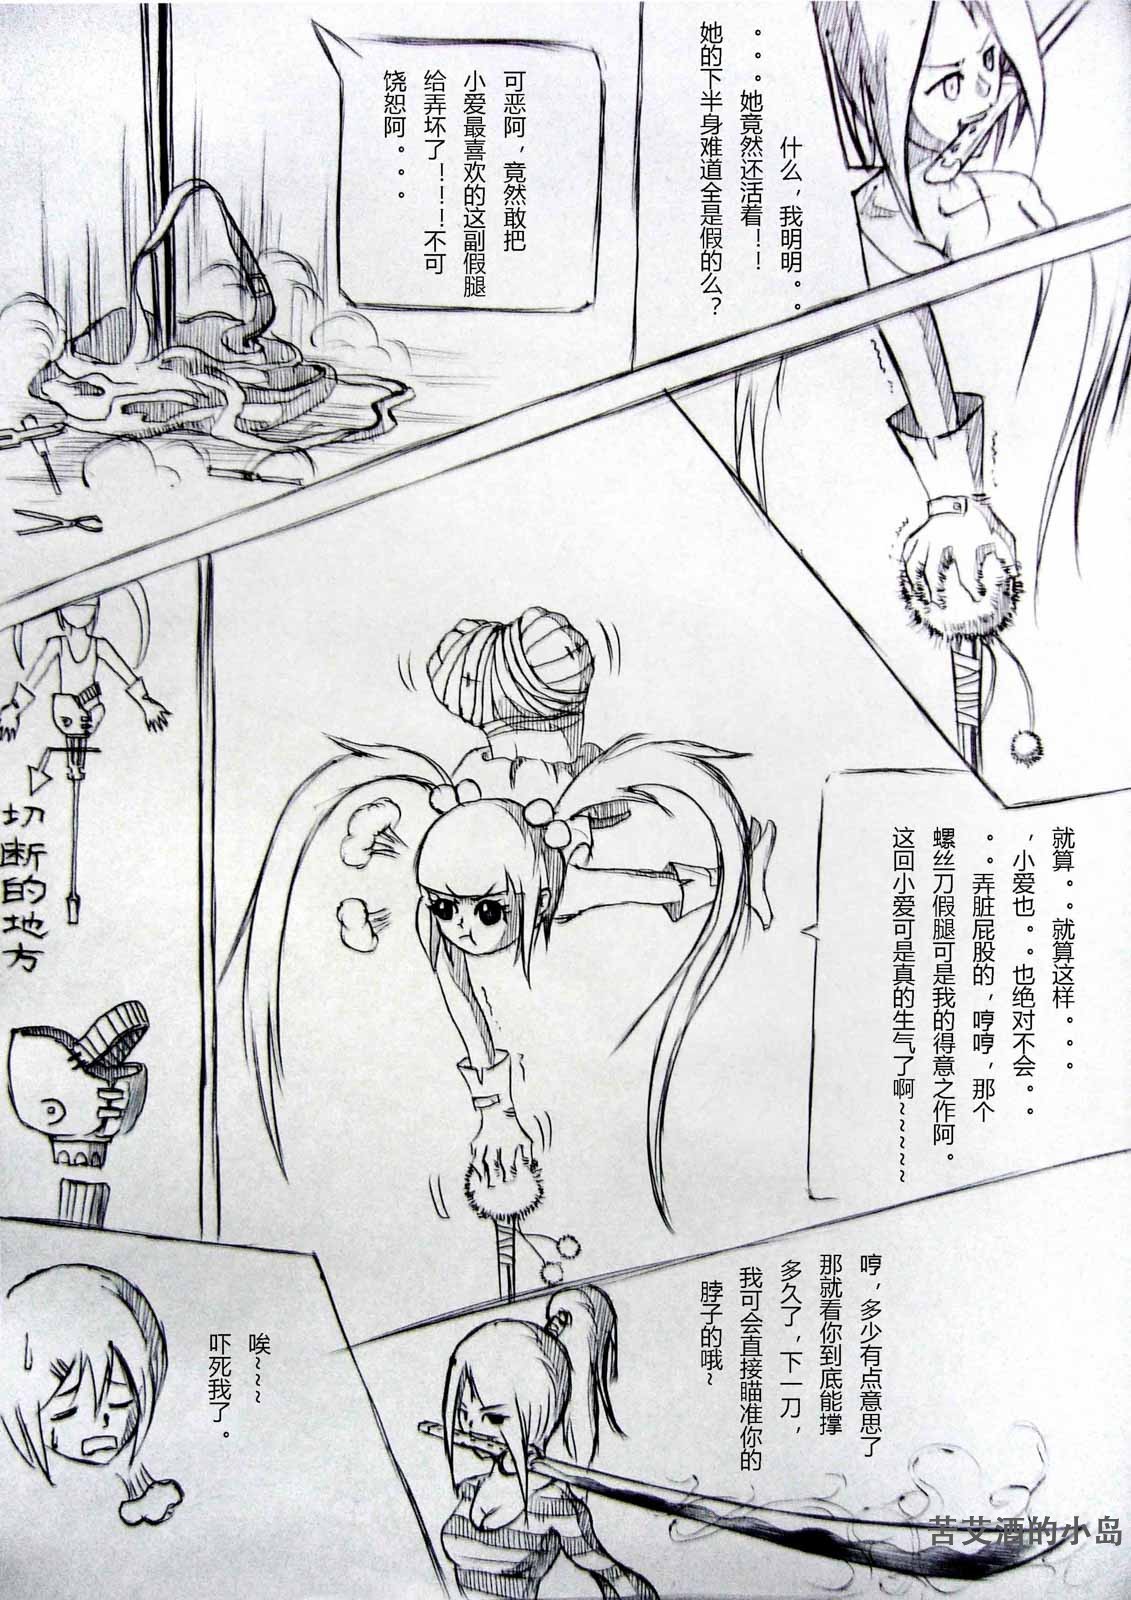 什么，我明明。。
。。。她竟然还活着！！
她的下半身难道全是假的么？
可恶阿，竟然敢把
小爱最喜欢的这副假腿
给弄坏了！！！不可
饶恕阿。。。
就算。。就算这样。。。
，小爱也。。也绝对不会。。
。。弄脏屁股的，哼哼，那个
螺丝刀假腿可是我的得意之作阿。
这回小爱可是真的生气了啊~~~~~
切断的地方
哼，多少有点意思了
那就看你到底能撑
多久了，下一刀，
我可会直接瞄准你的
脖子的哦~
唉~~~
吓死我了。
苦艾酒的小岛